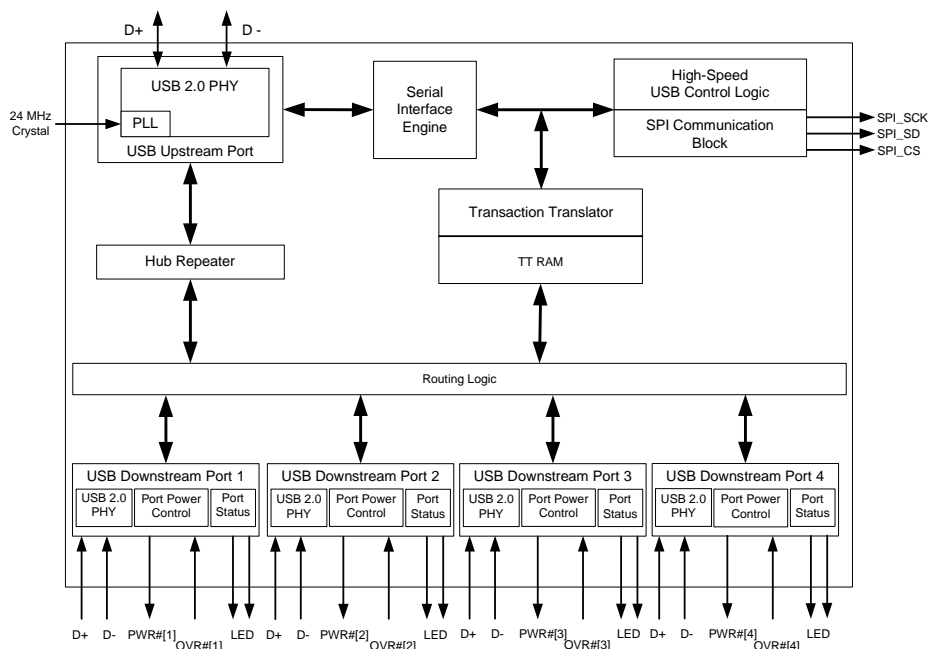 D+
D -
USB 2.0 PHY
PLL
USB Upstream Port
24 MHz
Crystal
Serial
Interface
Engine
High-Speed
USB Control Logic
SPI Communication
Block
SPI_SCK
SPI_SD
SPI_CS
Transaction Translator
TT RAM
Hub Repeater
Routing Logic
USB Downstream Port 1
USB 2.0
PHY
Port Power
Control
Port
Status
USB Downstream Port 2
USB 2.0
PHY
Port Power
Control
Port
Status
USB Downstream Port 3
USB 2.0
PHY
Port Power
Control
Port
Status
USB Downstream Port 4
USB 2.0
PHY
Port Power
Control
Port
Status
D+
D-
PWR#[1]
OVR#[1]
LED
D+
D-
PWR#[2]
OVR#[2]
LED
D+
D-
PWR#[3]
OVR#[3]
LED
D+
D-
PWR#[4]
OVR#[4]
LED